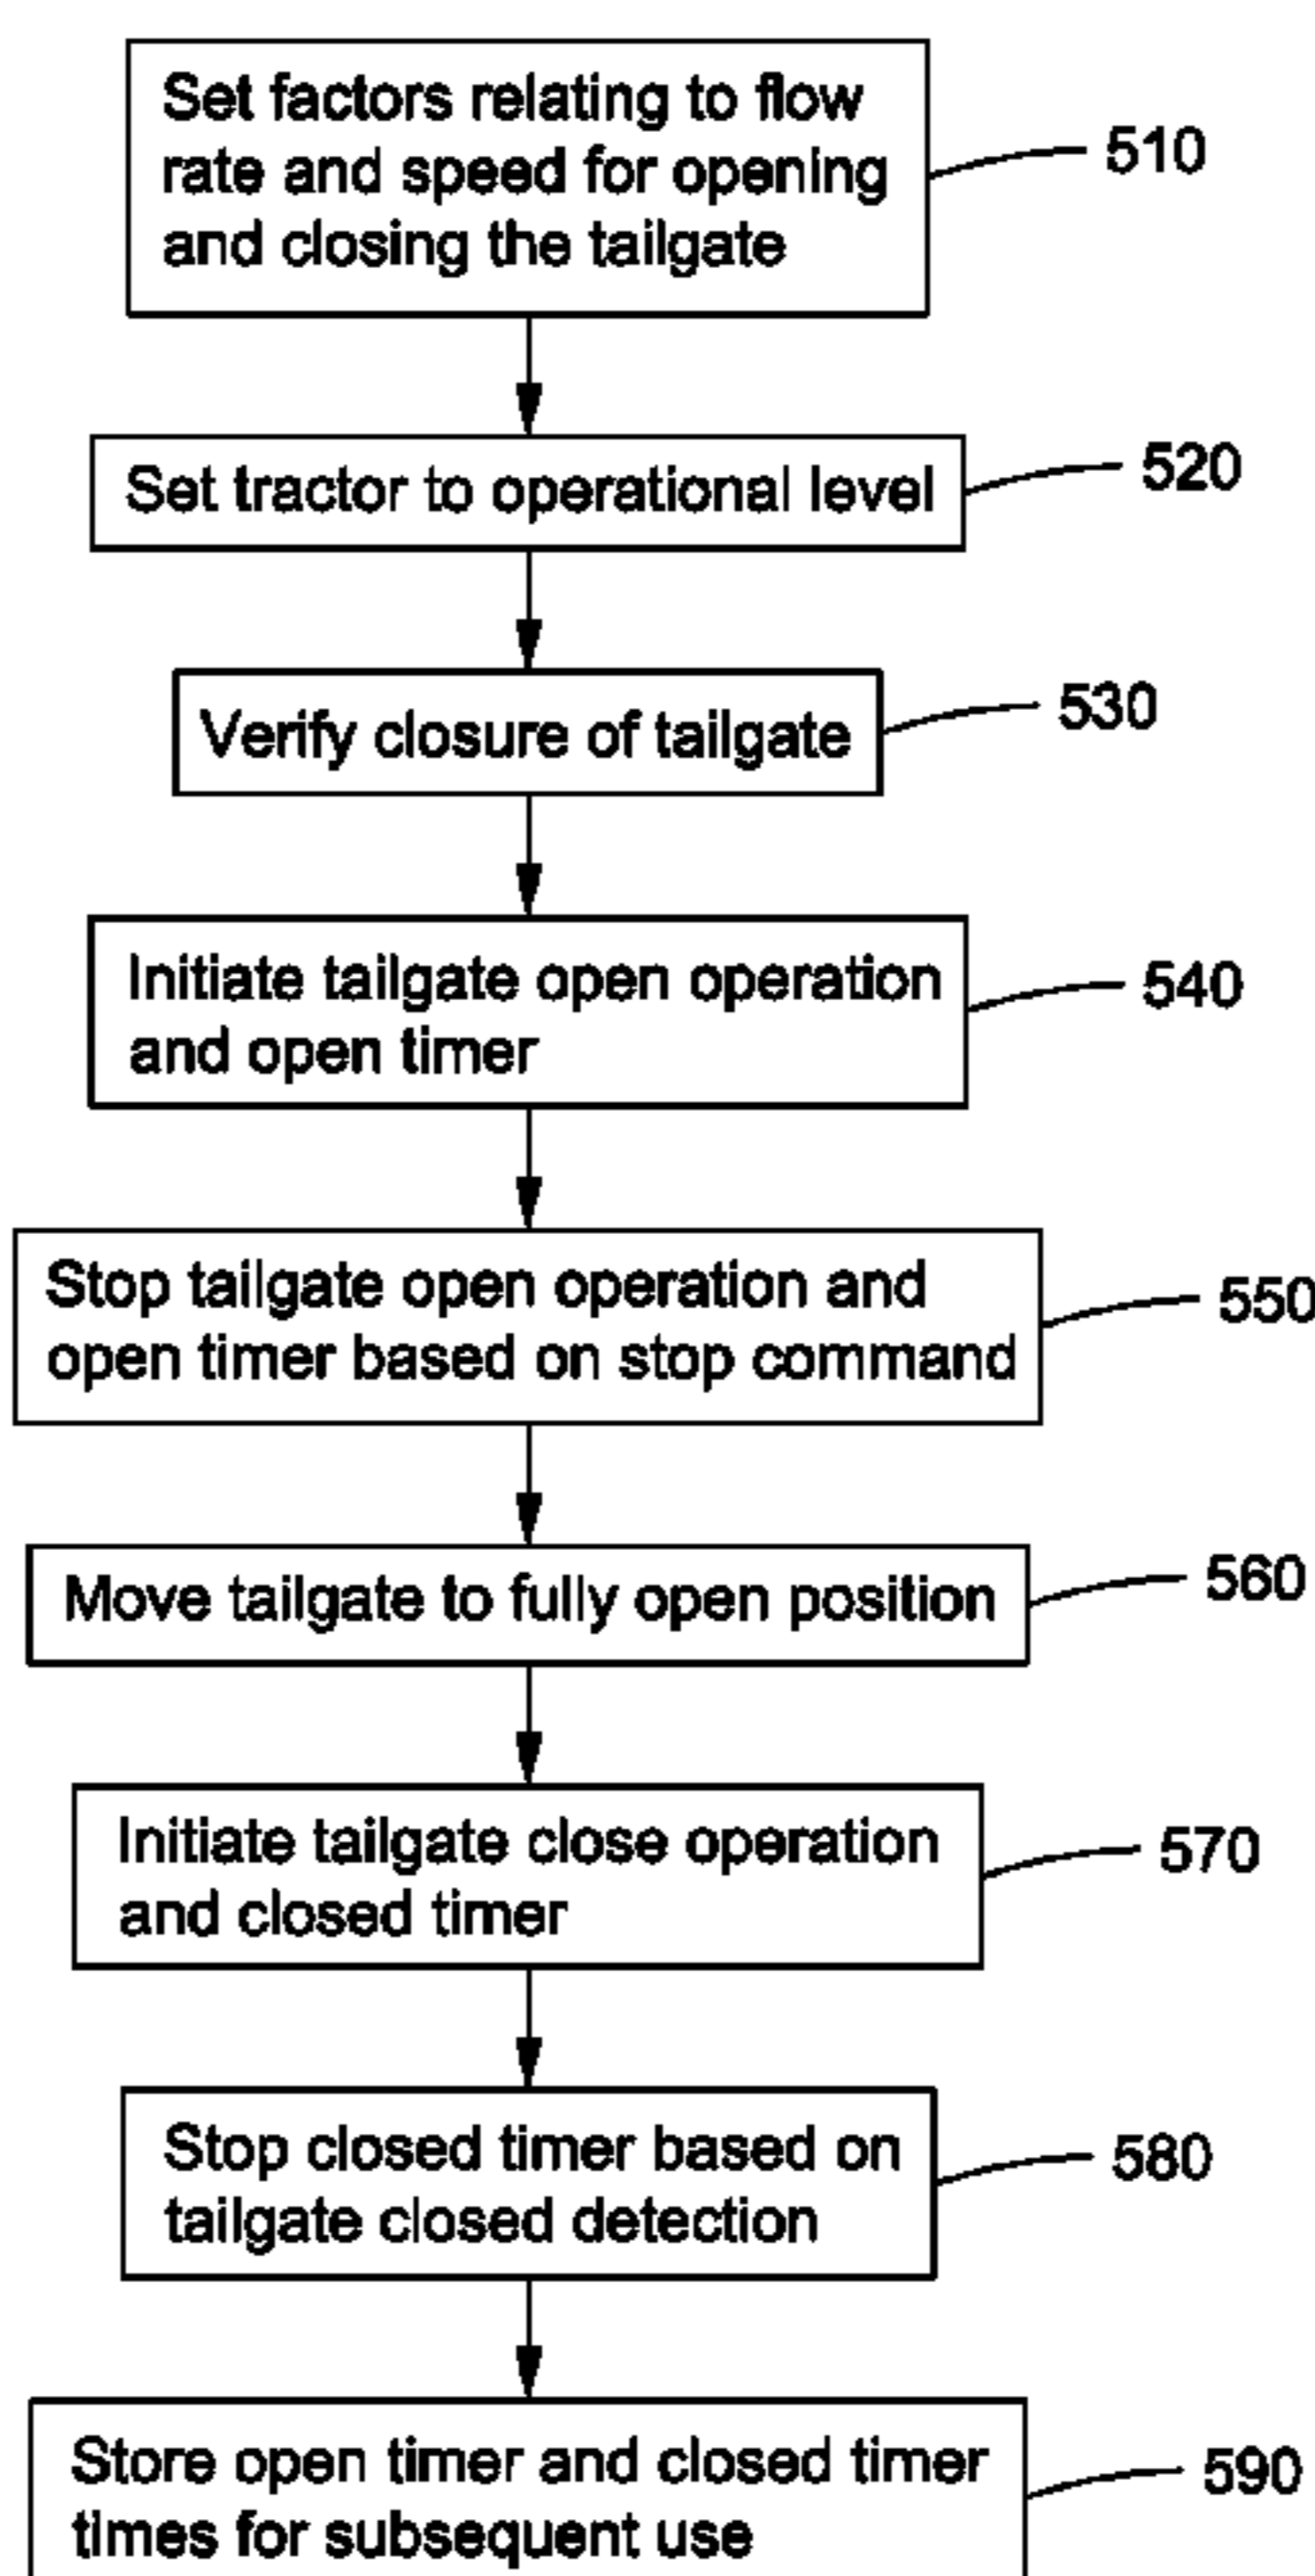 Set factors relating to flow
rate and speed for opening
and closing the tailgate
510
Set tractor to operational level
520
Verify closure of tailgate
530
Initiate tailgate open operation
and open timer
540
Stop tailgate open operation and
open timer based on stop command
550
Move tailgate to fully open position
560
Initiate tailgate close operation
and closed timer
570
Stop closed timer based on
tailgate closed detection
580
Store open timer and closed timer
times for subsequent use
590